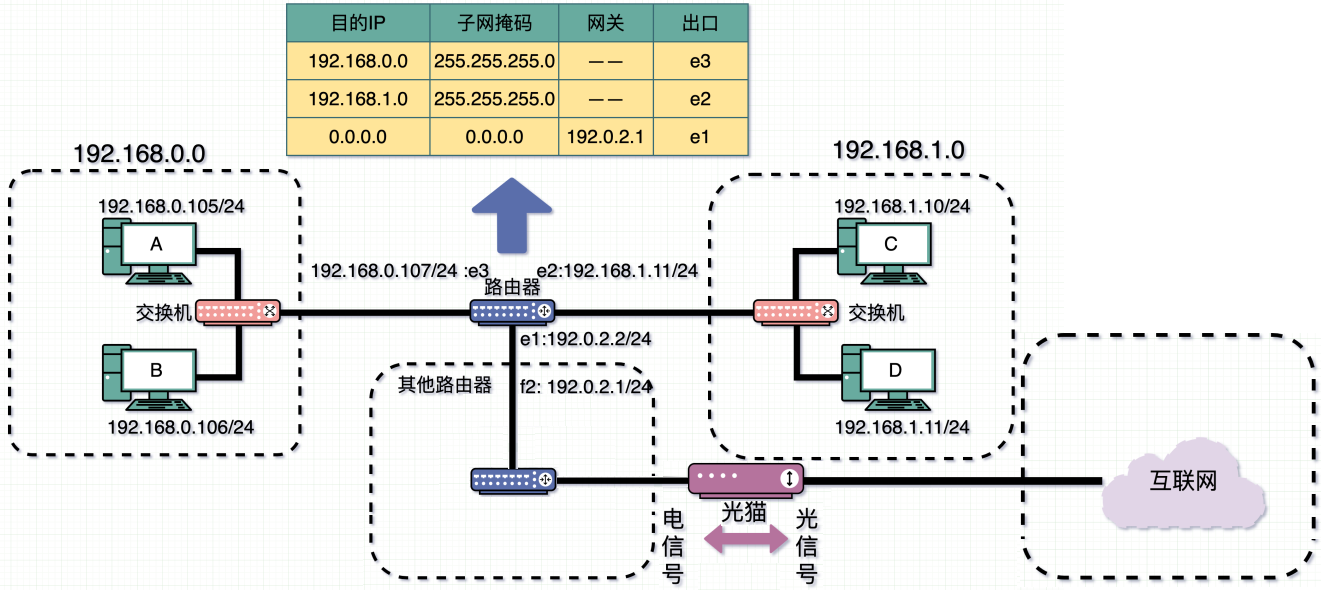 目的IP 子网掩码 网关 出口
192.168.0.0 255.255.255.0 —— e3
192.168.1.0 255.255.255.0 —— e2
0.0.0.0 0.0.0.0 192.0.2.1 e1
192.168.0.0
192.168.1.0
192.168.0.105/24
A
交换机
B
192.168.0.106/24
192.168.0.107/24 :e3
e2:192.168.1.11/24
路由器
e1:192.0.2.2/24
192.168.1.10/24
C
交换机
D
192.168.1.11/24
其他路由器
f2: 192.0.2.1/24
光猫
电信号
光信号
互联网